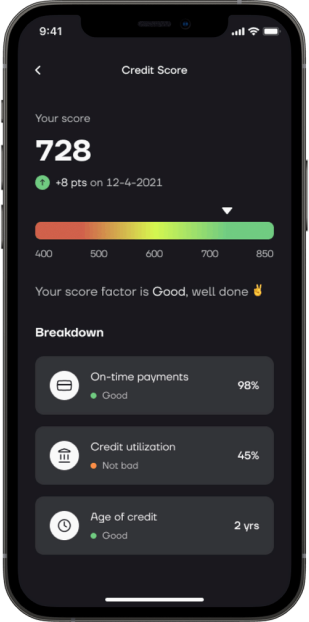 9:41
Credit Score
Your score
728
+8 pts on 12-4-2021
400 500 600 700 850
Your score factor is Good, well done ✌️
Breakdown
On-time payments
98%
Good
Credit utilization
45%
Not bad
Age of credit
2 yrs
Good